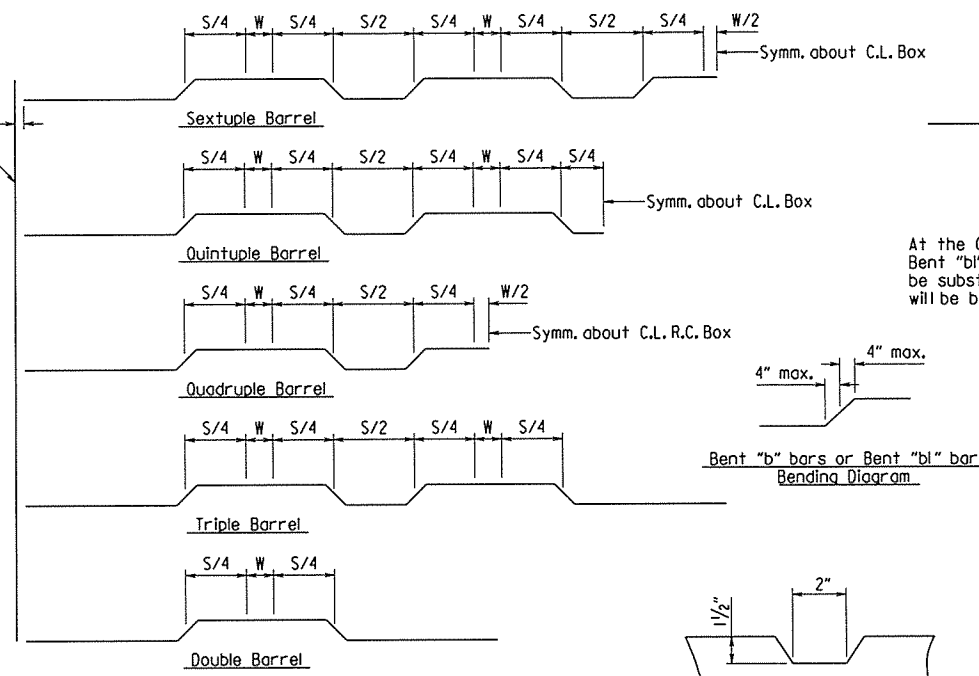 S/4 W S/4 S/2 S/4 W S/4 S/2 S/4 W/2
Symm. about C.L. Box
Sextuple Barrel
S/4 W S/4 S/2 S/4 W S/4 S/4
Symm. about C.L. Box
Quintuple Barrel
S/4 W S/4 S/2 S/4 W/2
Symm. about C.L. R.C. Box
Quadruple Barrel
S/4 W S/4 S/2 S/4 W S/4
Triple Barrel
S/4 W S/4
Double Barrel
At the
Bent "bl"
be subst
will be b
4" max.
4" max.
Bent "b" bars or Bent "bl" bar
Bending Diagram
2"
1½"